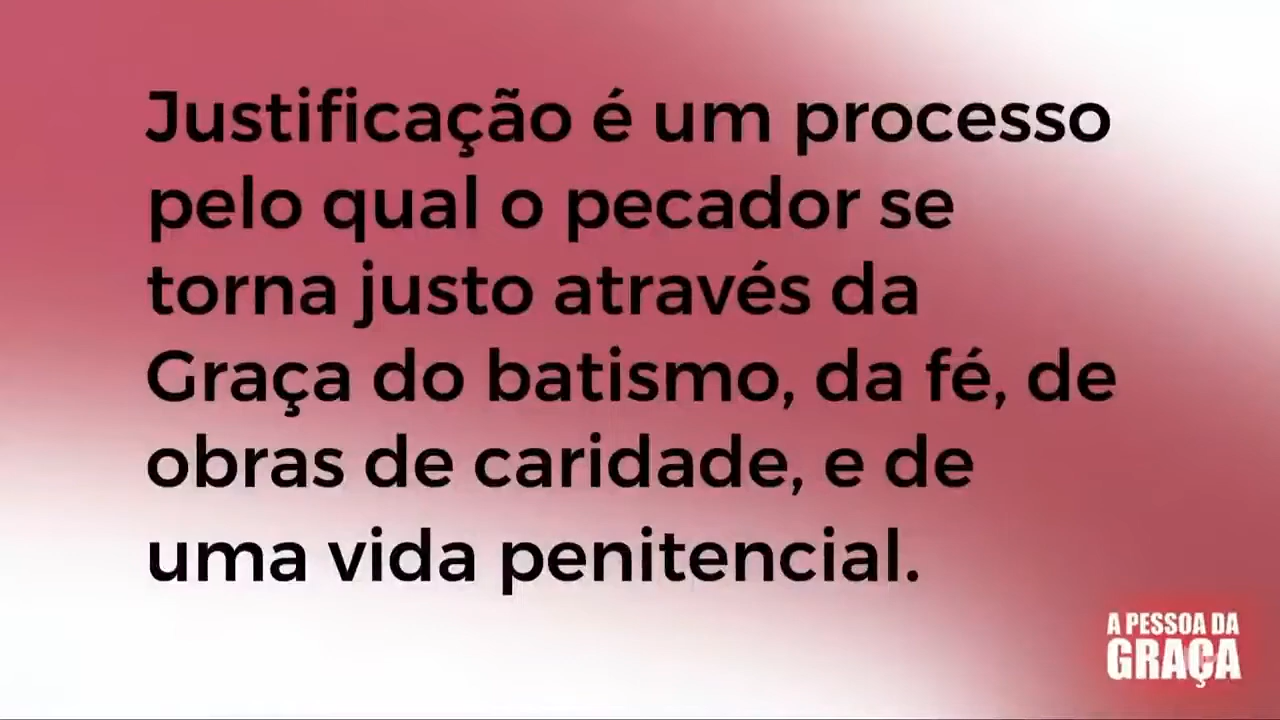 Justificação é um processo
pelo qual o pecador se
torna justo através da
Graça do batismo, da fé, de
obras de caridade, e de
uma vida penitencial.
A PESSOA DA
GRAÇA